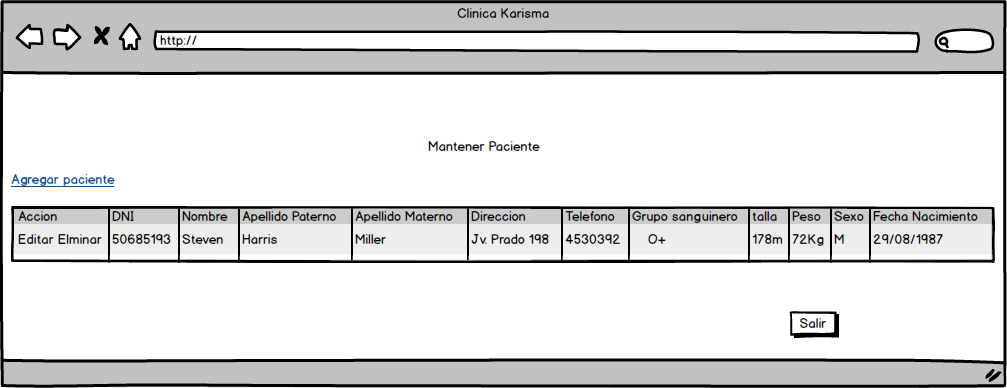 Clinica Karisma
http://
Mantener Paciente
Agregar paciente
Accion DNI Nombre Apellido Paterno Apellido Materno Direccion Telefono Grupo sanguinero talla Peso Sexo Fecha Nacimiento
Editar Elminar 50685193 Steven Harris Miller Jv. Prado 198 4530392 O+ 178m 72Kg M 29/08/1987
Salir